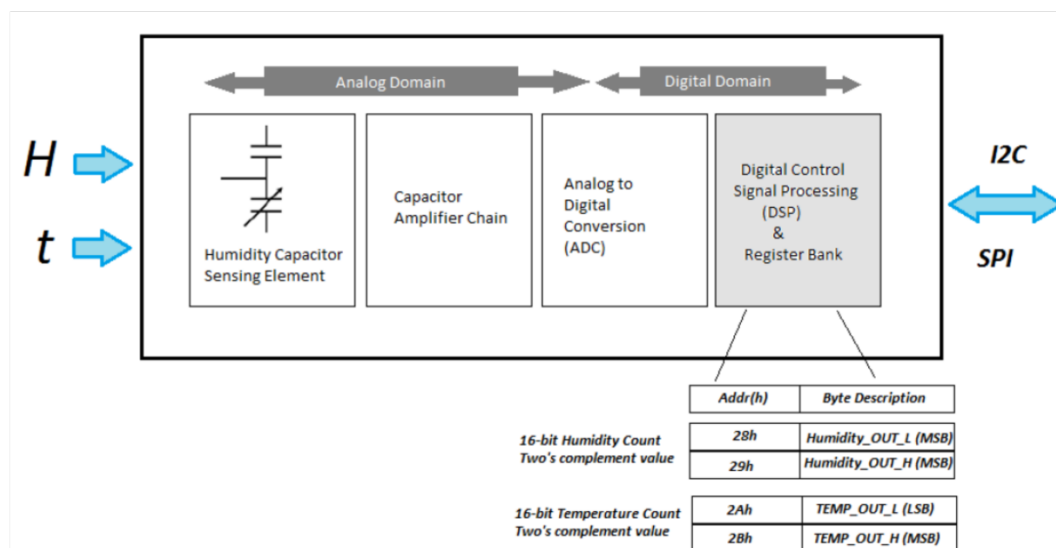 Analog Domain
Digital Domain
H
t
Humidity Capacitor
Sensing Element
Capacitor
Amplifier Chain
Analog to
Digital
Conversion
(ADC)
Digital Control
Signal Processing
(DSP)
&
Register Bank
I2C
SPI
Addr(h)
Byte Description
16-bit Humidity Count
Two's complement value
28h
Humidity_OUT_L (MSB)
29h
Humidity_OUT_H (MSB)
16-bit Temperature Count
Two's complement value
2Ah
TEMP_OUT_L (LSB)
2Bh
TEMP_OUT_H (MSB)